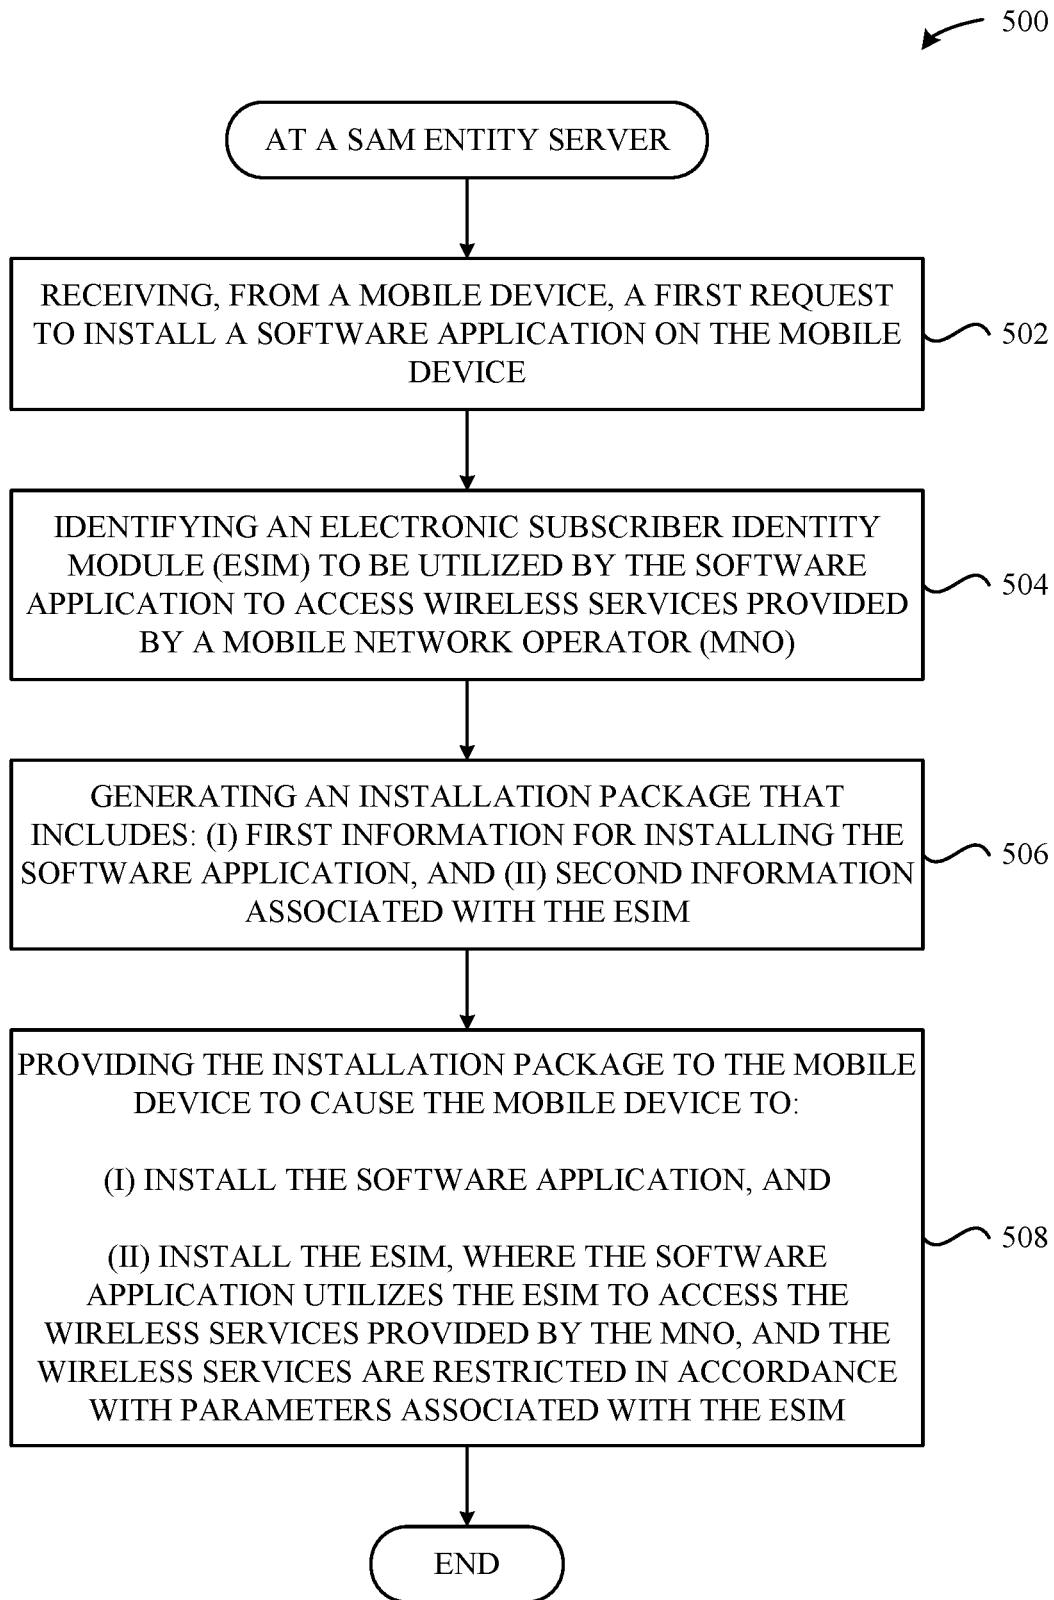 500
AT A SAM ENTITY SERVER
RECEIVING, FROM A MOBILE DEVICE, A FIRST REQUEST
TO INSTALL A SOFTWARE APPLICATION ON THE MOBILE
DEVICE
502
IDENTIFYING AN ELECTRONIC SUBSCRIBER IDENTITY
MODULE (ESIM) TO BE UTILIZED BY THE SOFTWARE
APPLICATION TO ACCESS WIRELESS SERVICES PROVIDED
BY A MOBILE NETWORK OPERATOR (MNO)
504
GENERATING AN INSTALLATION PACKAGE THAT
INCLUDES: (I) FIRST INFORMATION FOR INSTALLING THE
SOFTWARE APPLICATION, AND (II) SECOND INFORMATION
ASSOCIATED WITH THE ESIM
506
PROVIDING THE INSTALLATION PACKAGE TO THE MOBILE
DEVICE TO CAUSE THE MOBILE DEVICE TO:
(I) INSTALL THE SOFTWARE APPLICATION, AND
(II) INSTALL THE ESIM, WHERE THE SOFTWARE
APPLICATION UTILIZES THE ESIM TO ACCESS THE
WIRELESS SERVICES PROVIDED BY THE MNO, AND THE
WIRELESS SERVICES ARE RESTRICTED IN ACCORDANCE
WITH PARAMETERS ASSOCIATED WITH THE ESIM
508
END